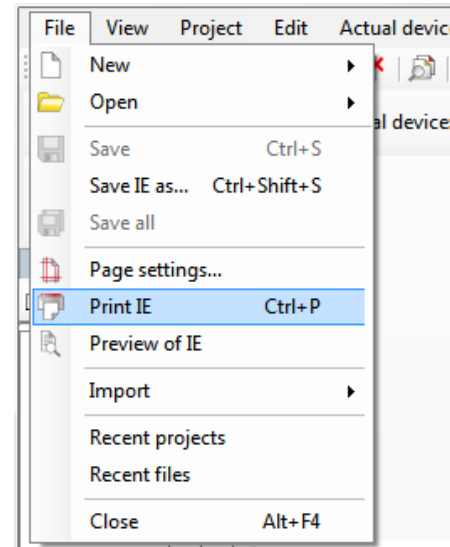 File View Project Edit Actual devic
New
Open
al device
Save Ctrl+S
Save IE as... Ctrl+Shift+S
Save all
Page settings...
Print IE Ctrl+P
Preview of IE
Import
Recent projects
Recent files
Close Alt+F4